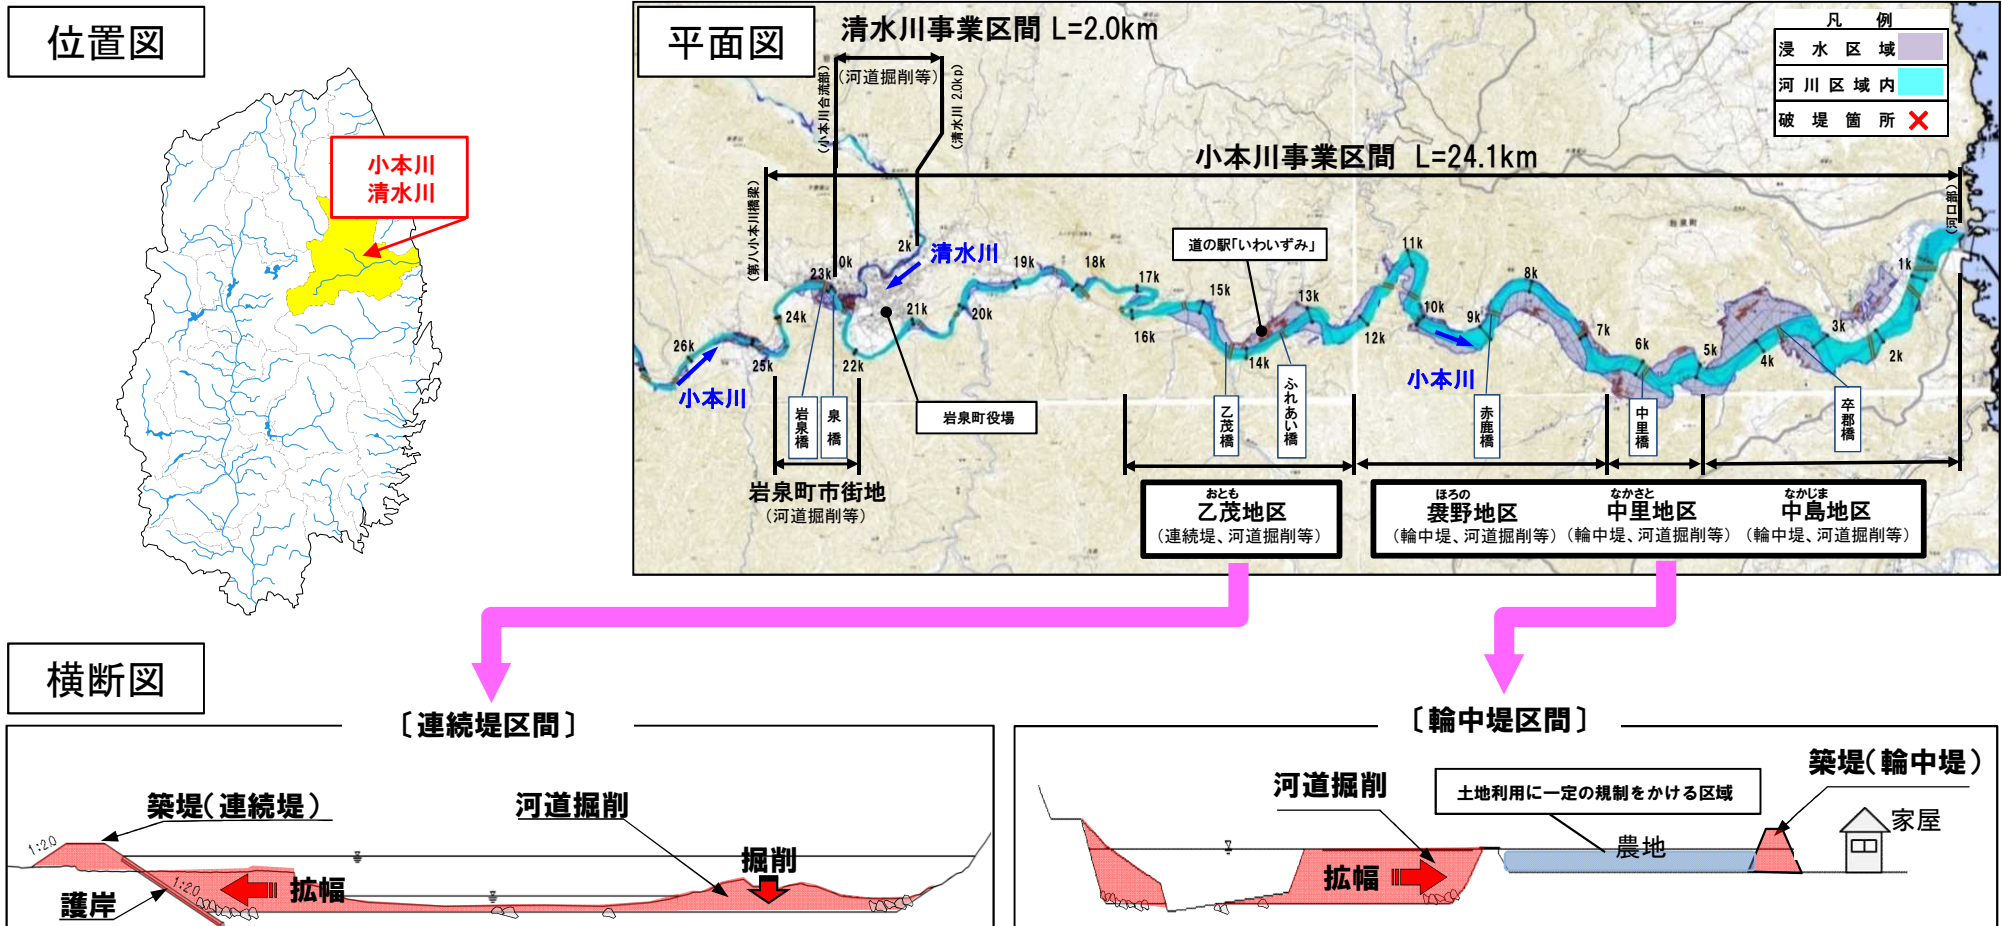 位置図
小本川
清水川
平面図
清水川事業区間 L=2.0km
(河道掘削等)
(小本川合流部)
(清水川 2.0kp)
凡 例
浸水区域
河川区域内
破堤箇所
小本川事業区間 L=24.1km
(第八小本川橋梁)
(河口部)
道の駅「いわいずみ」
清水川
小本川
小本川
0k
2k
26k
25k
24k
23k
22k
21k
20k
19k
18k
17k
16k
15k
14k
13k
12k
11k
10k
9k
8k
7k
6k
5k
4k
3k
2k
1k
岩泉橋
泉橋
岩泉町役場
乙茂橋
ふれあい橋
赤鹿橋
中里橋
卒郡橋
岩泉町市街地
(河道掘削等)
おとも
乙茂地区
(連続堤、河道掘削等)
ほろの
袰野地区
(輪中堤、河道掘削等)
なかさと
中里地区
(輪中堤、河道掘削等)
なかじま
中島地区
(輪中堤、河道掘削等)
横断図
〔連続堤区間〕
築堤(連続堤)
1:2.0
河道掘削
掘削
1:2.0
拡幅
護岸
〔輪中堤区間〕
築堤(輪中堤)
河道掘削
土地利用に一定の規制をかける区域
家屋
農地
拡幅